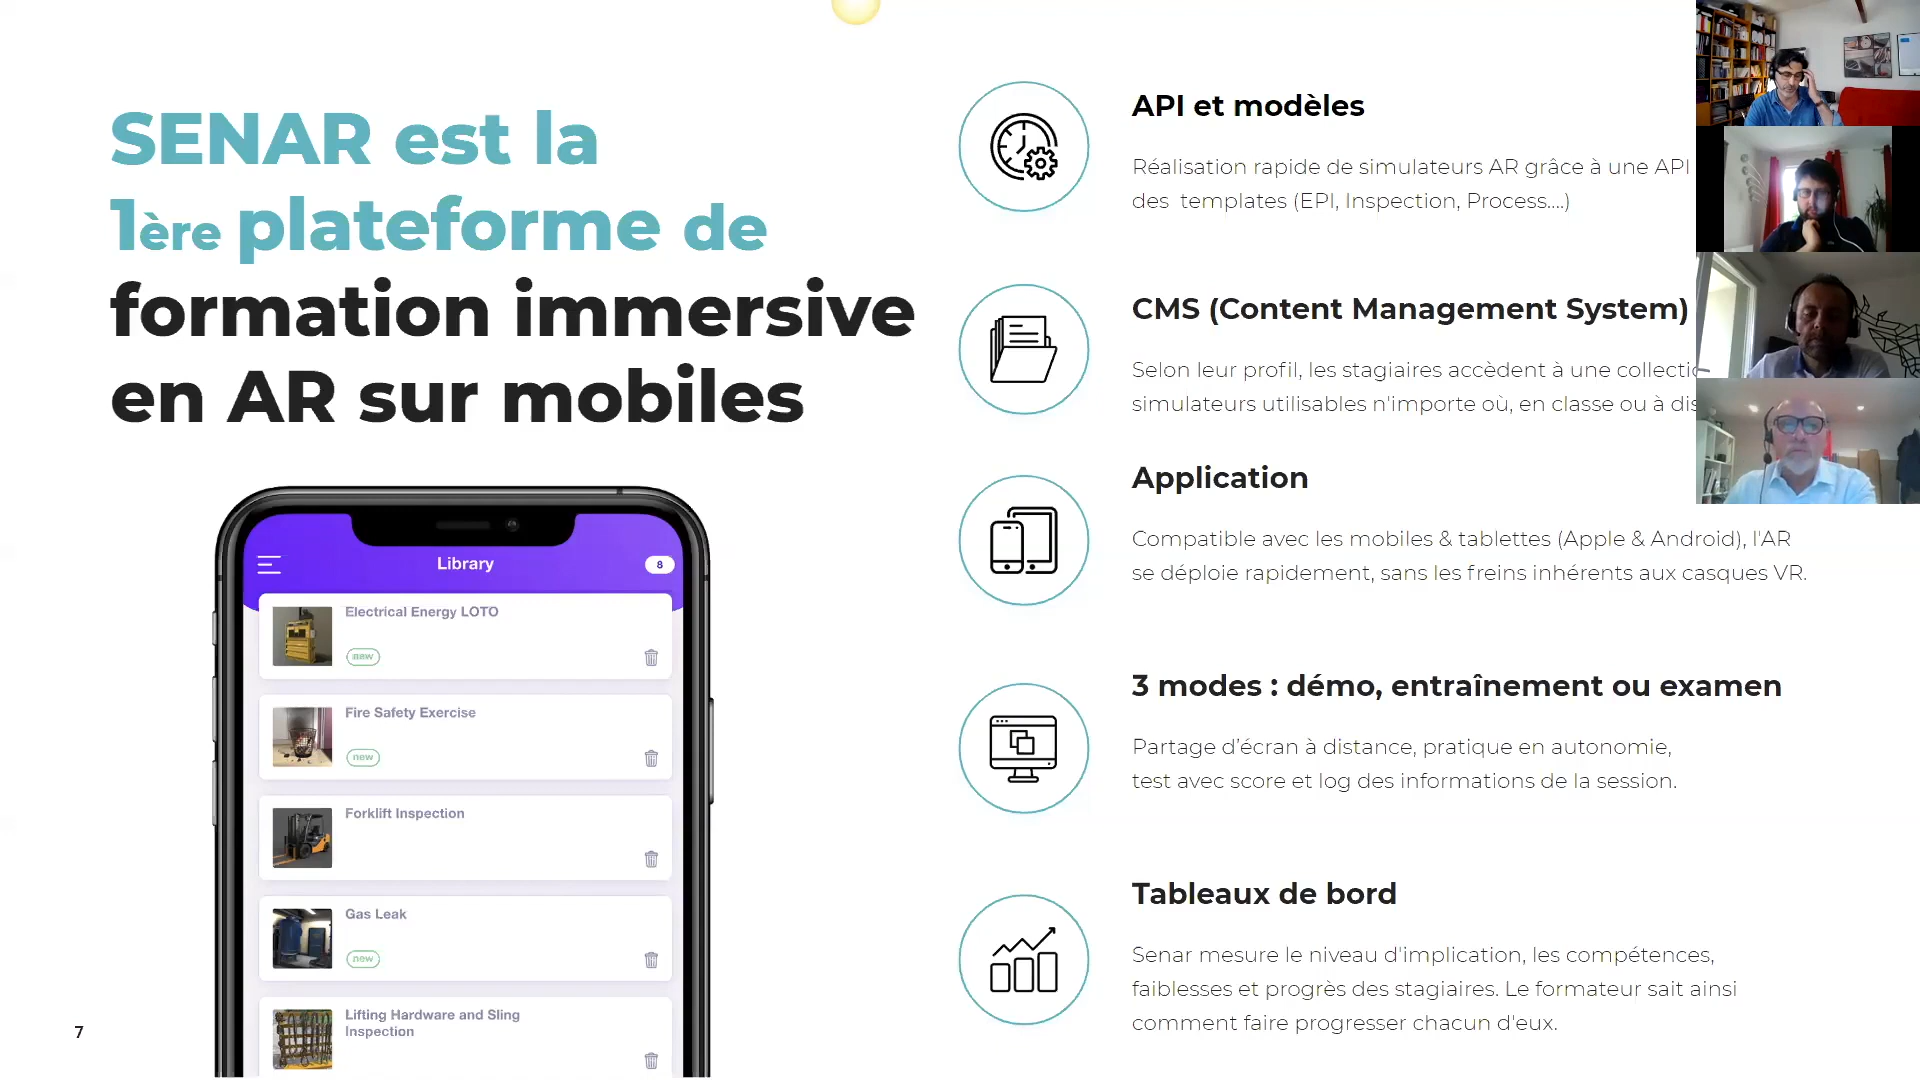 SENAR est la
1ère plateforme de
formation immersive
en AR sur mobiles
Library
8
Electrical Energy LOTO
new
Fire Safety Exercise
new
Forklift Inspection
Gas Leak
new
Lifting Hardware and Sling
Inspection
7
API et modèles
Réalisation rapide de simulateurs AR grâce à une API
des templates (EPI, Inspection, Process....)
CMS (Content Management System)
Selon leur profil, les stagiaires accèdent à une
simulateurs utilisables n'importe où, en classe ou à
Application
Compatible avec les mobiles & tablettes (Apple & Android), l'AR
se déploie rapidement, sans les freins inhérents aux casques VR.
3 modes : démo, entraînement ou examen
Partage d’écran à distance, pratique en autonomie,
test avec score et log des informations de la session.
Tableaux de bord
Senar mesure le niveau d'implication, les compétences,
faiblesses et progrès des stagiaires. Le formateur sait ainsi
comment faire progresser chacun d'eux.